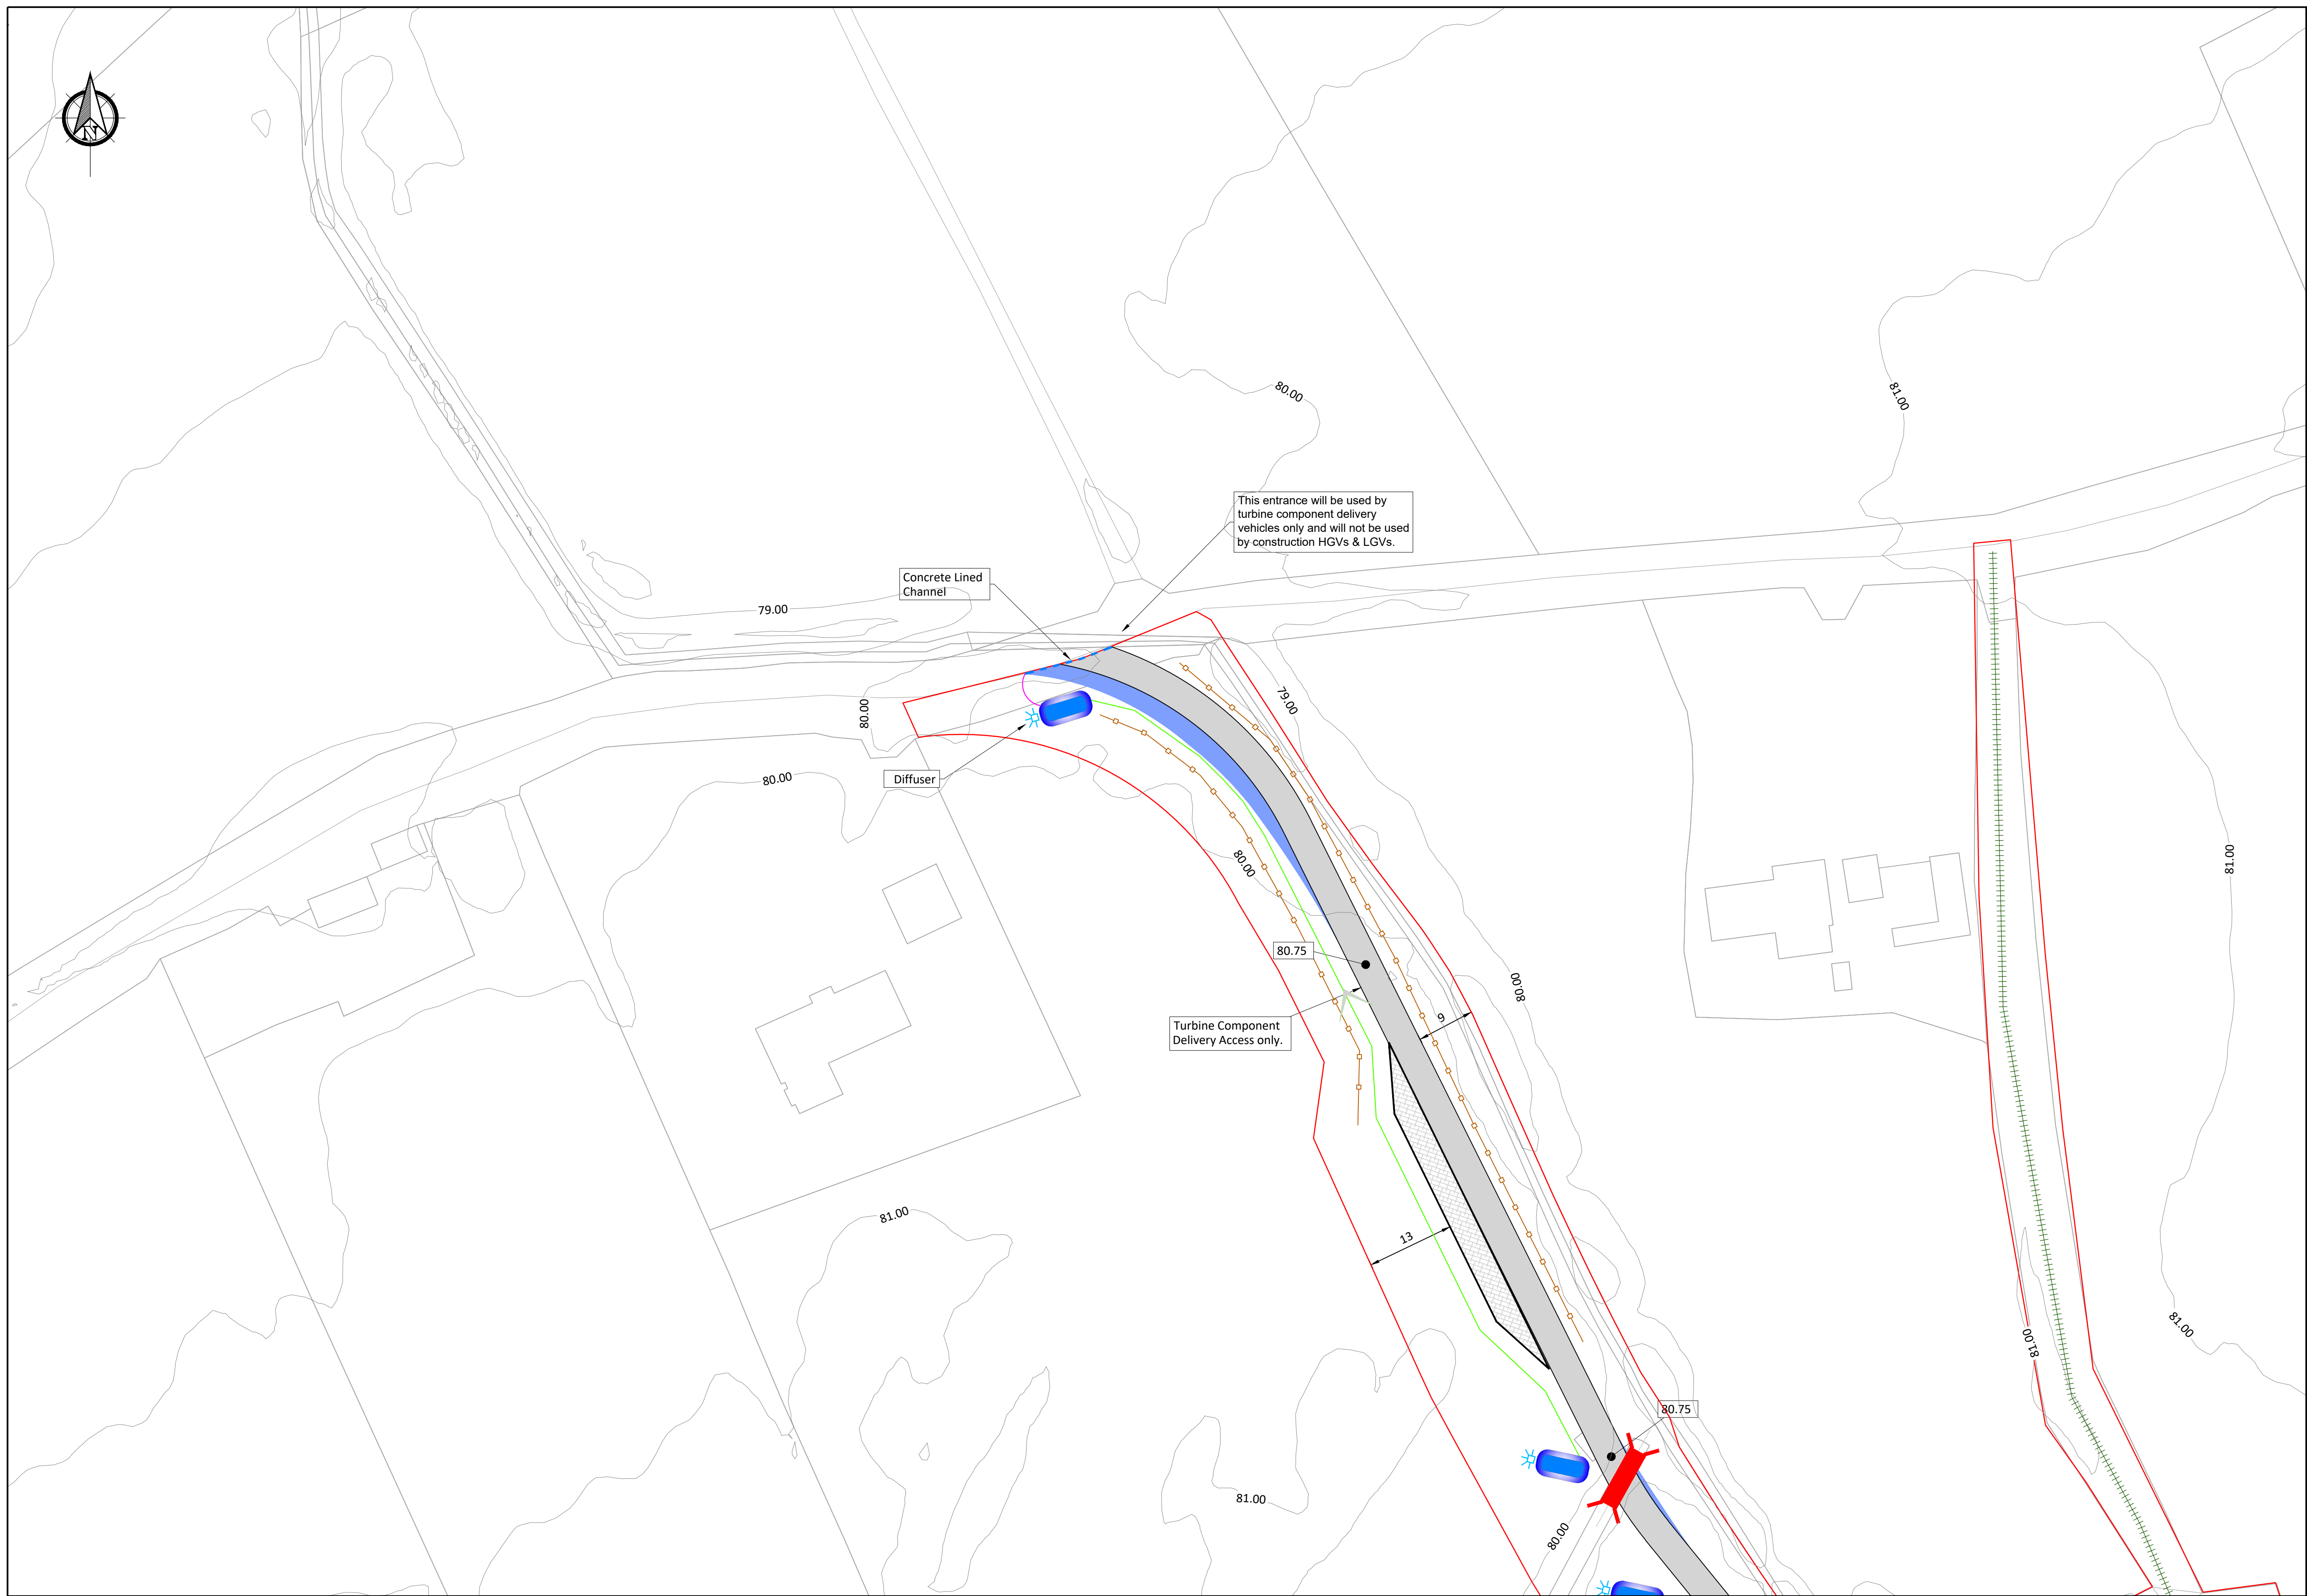 N
80.00
81.00
This entrance will be used by
turbine component delivery
vehicles only and will not be used
by construction HGVs & LGVs.
Concrete Lined
Channel
79.00
79.00
80.00
80.00
Diffuser
80.00
81.00
80.75
80.00
Turbine Component
Delivery Access only.
9
81.00
13
81.00
81.00
80.75
81.00
80.00